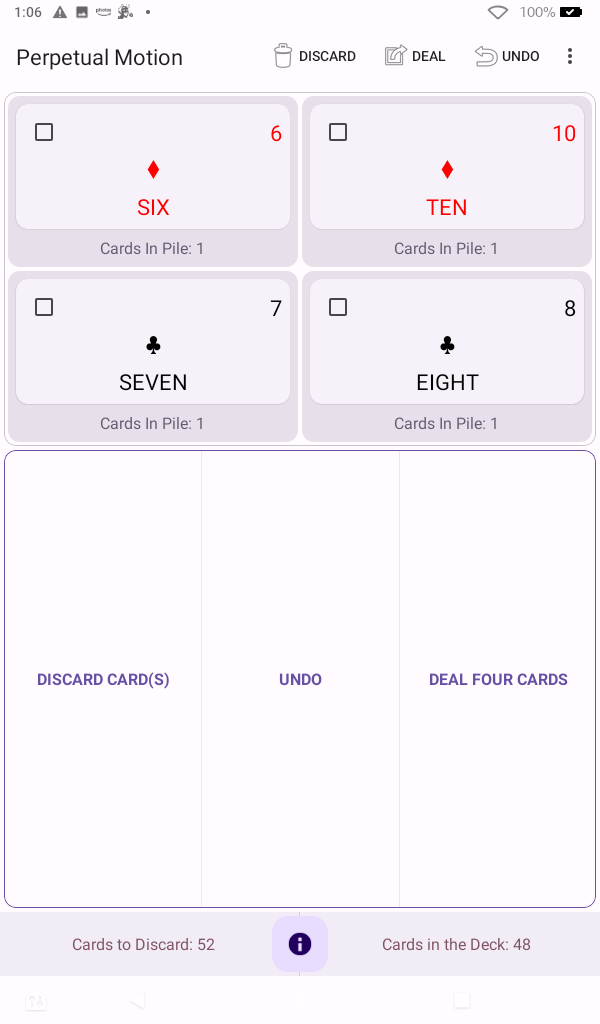 1:06
photos
100%
Perpetual Motion
DISCARD
DEAL
UNDO
6
SIX
Cards In Pile: 1
10
TEN
Cards In Pile: 1
7
SEVEN
Cards In Pile: 1
8
EIGHT
Cards In Pile: 1
DISCARD CARD(S)
UNDO
DEAL FOUR CARDS
Cards to Discard: 52
Cards in the Deck: 48